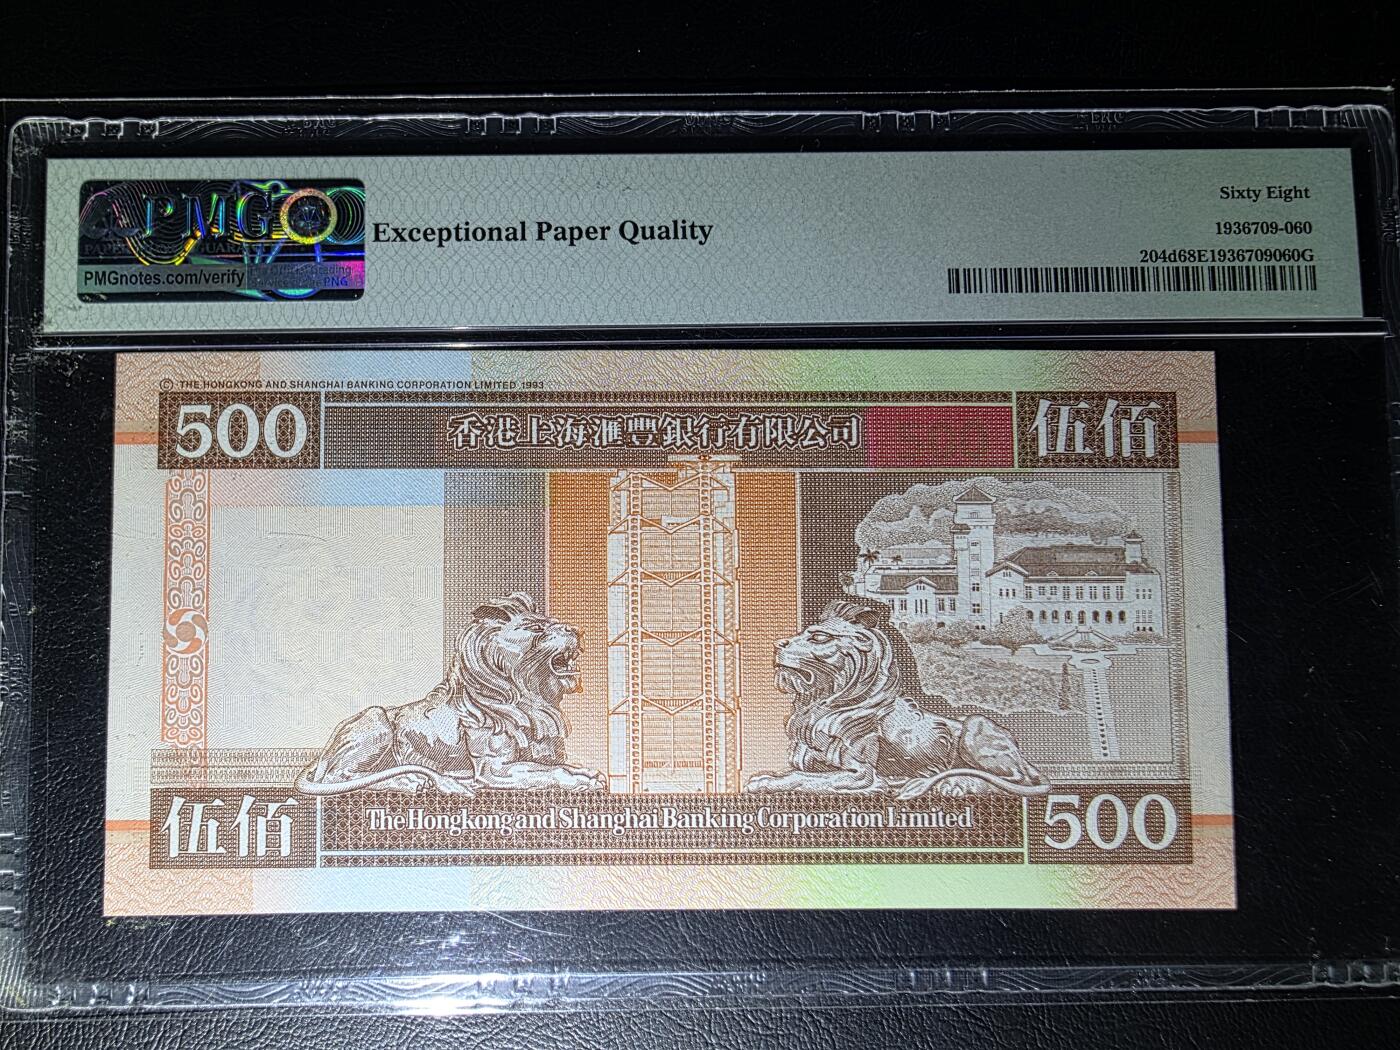 PMG
PMGnotes.com/verify
Exceptional Paper Quality
Sixty Eight
1936709-060
204d68E1936709060G
© THE HONGKONG AND SHANGHAI BANKING CORPORATION LIMITED 1993
500
香港上海滙豐銀行有限公司
伍佰
伍佰
The Hongkong and Shanghai Banking Corporation Limited
500